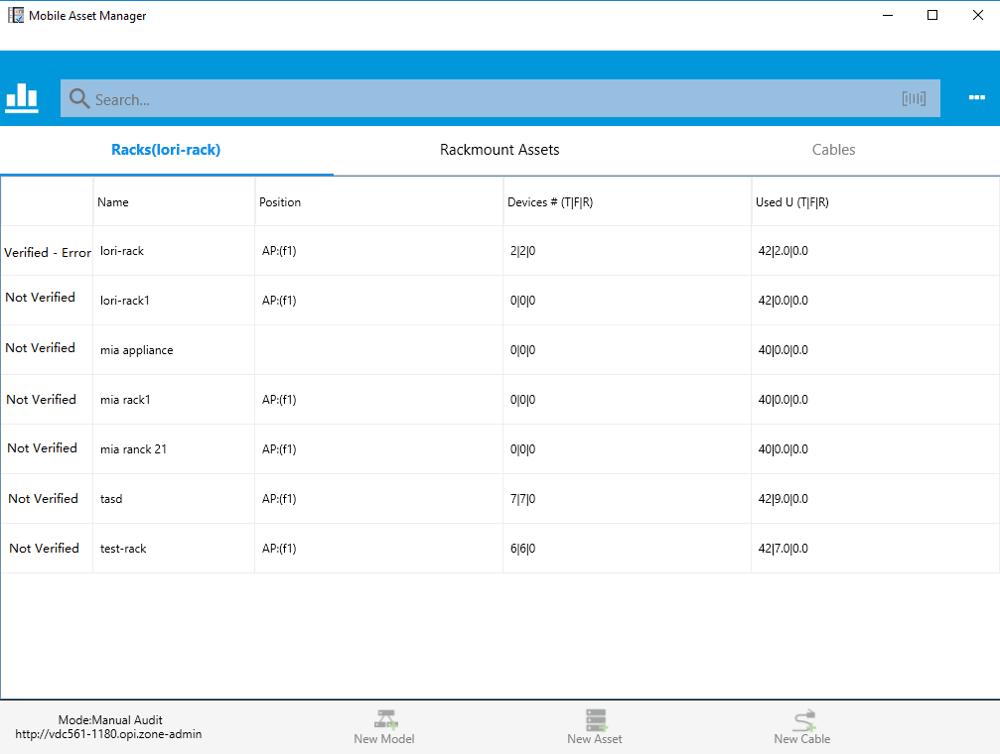 Mobile Asset Manager
Search...
Racks(lori-rack) Rackmount Assets Cables
Name Position Devices # (T|F|R) Used U (T|F|R)
Verified - Error lori-rack AP:(f1) 2|2|0 42|2.0|0.0
Not Verified lori-rack1 AP:(f1) 0|0|0 42|0.0|0.0
Not Verified mia appliance 0|0|0 40|0.0|0.0
Not Verified mia rack1 AP:(f1) 0|0|0 40|0.0|0.0
Not Verified mia ranck 21 AP:(f1) 0|0|0 40|0.0|0.0
Not Verified tasd AP:(f1) 7|7|0 42|9.0|0.0
Not Verified test-rack AP:(f1) 6|6|0 42|7.0|0.0
Mode:Manual Audit
http://vdc561-1180.opi.zone-admin
New Model New Asset New Cable